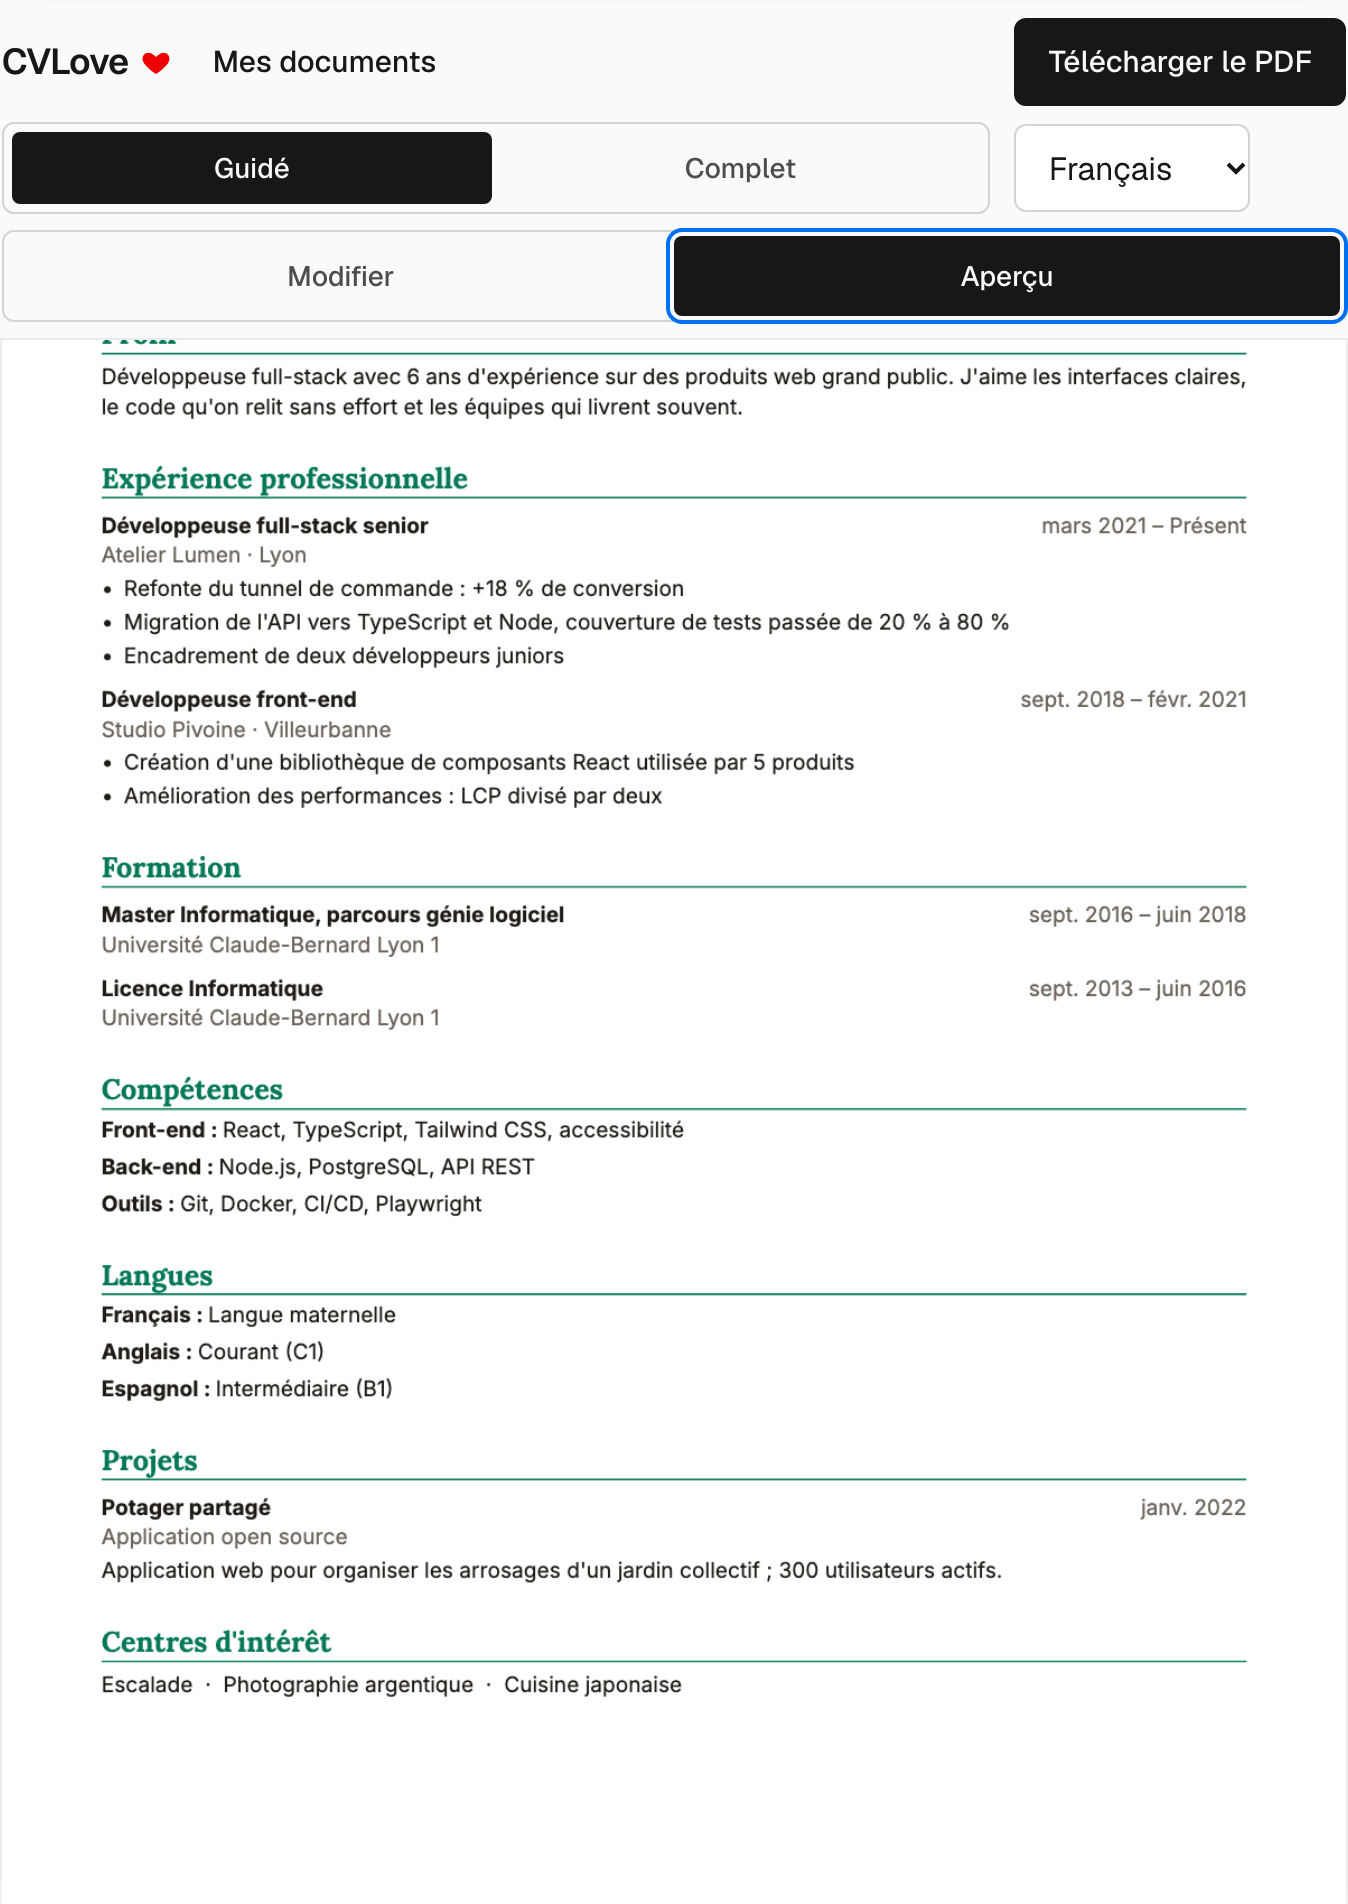 CVLove
Mes documents
Télécharger le PDF
Guidé
Complet
Français
Modifier
Aperçu
Développeuse full-stack avec 6 ans d'expérience sur des produits web grand public. J'aime les interfaces claires,
le code qu'on relit sans effort et les équipes qui livrent souvent.
Expérience professionnelle
Développeuse full-stack senior
mars 2021 – Présent
Atelier Lumen · Lyon
• Refonte du tunnel de commande : +18 % de conversion
• Migration de l'API vers TypeScript et Node, couverture de tests passée de 20 % à 80 %
• Encadrement de deux développeurs juniors
Développeuse front-end
sept. 2018 – févr. 2021
Studio Pivoine · Villeurbanne
• Création d'une bibliothèque de composants React utilisée par 5 produits
• Amélioration des performances : LCP divisé par deux
Formation
Master Informatique, parcours génie logiciel
sept. 2016 – juin 2018
Université Claude-Bernard Lyon 1
Licence Informatique
sept. 2013 – juin 2016
Université Claude-Bernard Lyon 1
Compétences
Front-end : React, TypeScript, Tailwind CSS, accessibilité
Back-end : Node.js, PostgreSQL, API REST
Outils : Git, Docker, CI/CD, Playwright
Langues
Français : Langue maternelle
Anglais : Courant (C1)
Espagnol : Intermédiaire (B1)
Projets
Potager partagé
janv. 2022
Application open source
Application web pour organiser les arrosages d'un jardin collectif ; 300 utilisateurs actifs.
Centres d'intérêt
Escalade · Photographie argentique · Cuisine japonaise